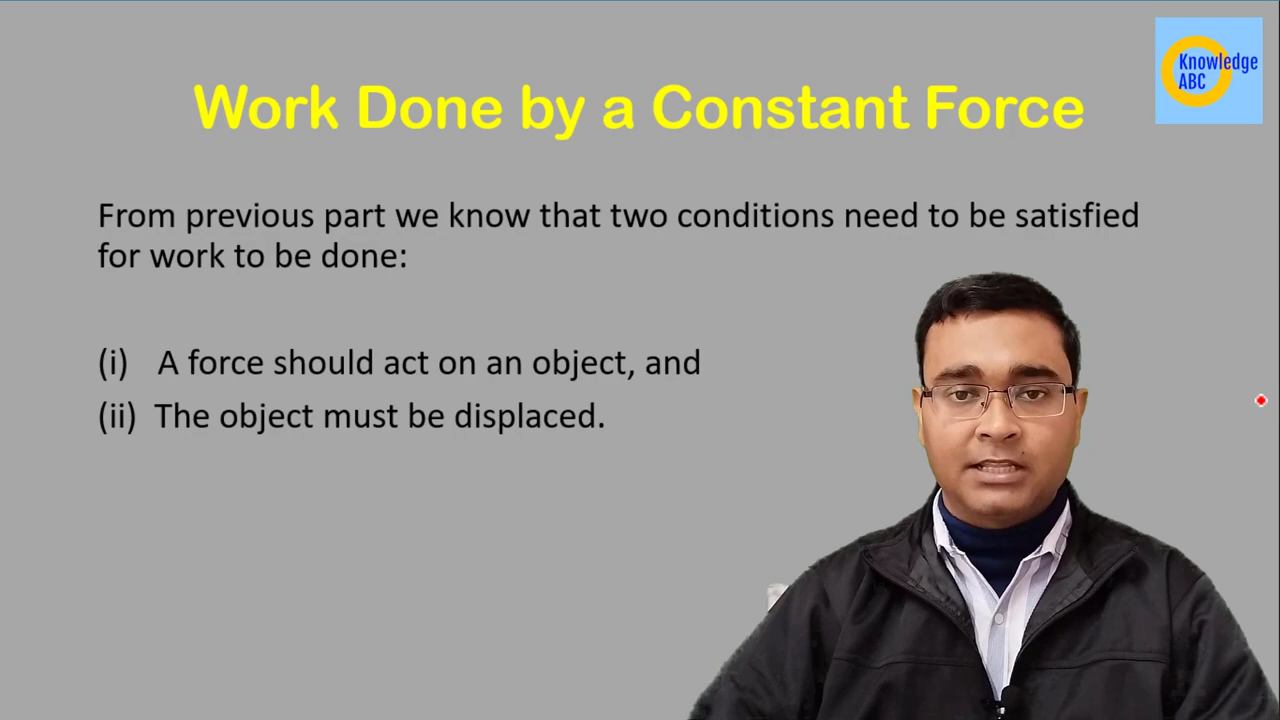 Knowledge
ABC
Work Done by a Constant Force
From previous part we know that two conditions need to be satisfied
for work to be done:
(i) A force should act on an object, and
(ii) The object must be displaced.